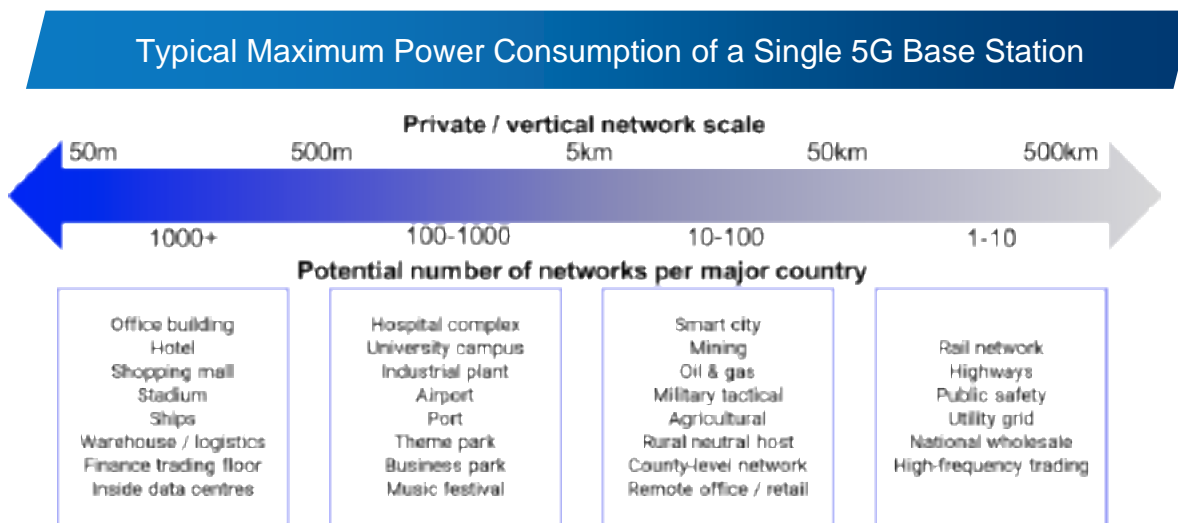 Typical Maximum Power Consumption of a Single 5G Base Station
Private / vertical network scale
50m 500m 5km 50km 500km
1000+ 100-1000 10-100 1-10
Potential number of networks per major country
Office building
Hotel
Shopping mall
Stadium
Ships
Warehouse / logistics
Finance trading floor
Inside data centres
Hospital complex
University campus
Industrial plant
Airport
Port
Theme park
Business park
Music festival
Smart city
Mining
Oil & gas
Military tactical
Agricultural
Rural neutral host
County-level network
Remote office / retail
Rail network
Highways
Public safety
Utility grid
National wholesale
High-frequency trading